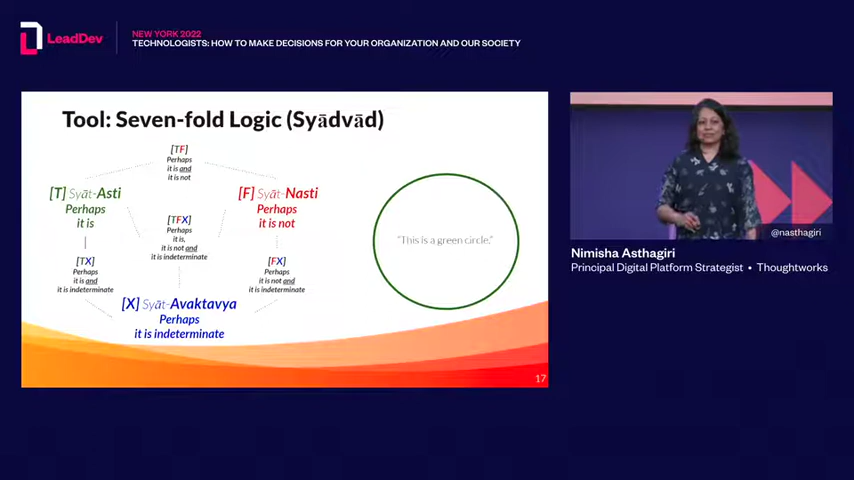 LeadDev
NEW YORK 2022
TECHNOLOGISTS: HOW TO MAKE DECISIONS FOR YOUR ORGANIZATION AND OUR SOCIETY
Tool: Seven-fold Logic (Syādvād)
[TF]
Perhaps
it is and
it is not
[T] Syāt-Asti
Perhaps
it is
[F] Syāt-Nasti
Perhaps
it is not
[TFX]
Perhaps
it is,
it is not and
it is indeterminate
[TX]
Perhaps
it is and
it is indeterminate
[FX]
Perhaps
it is not and
it is indeterminate
[X] Syāt-Avaktavya
Perhaps
it is indeterminate
"This is a green circle."
17
@nasthagiri
Nimisha Asthagiri
Principal Digital Platform Strategist • Thoughtworks